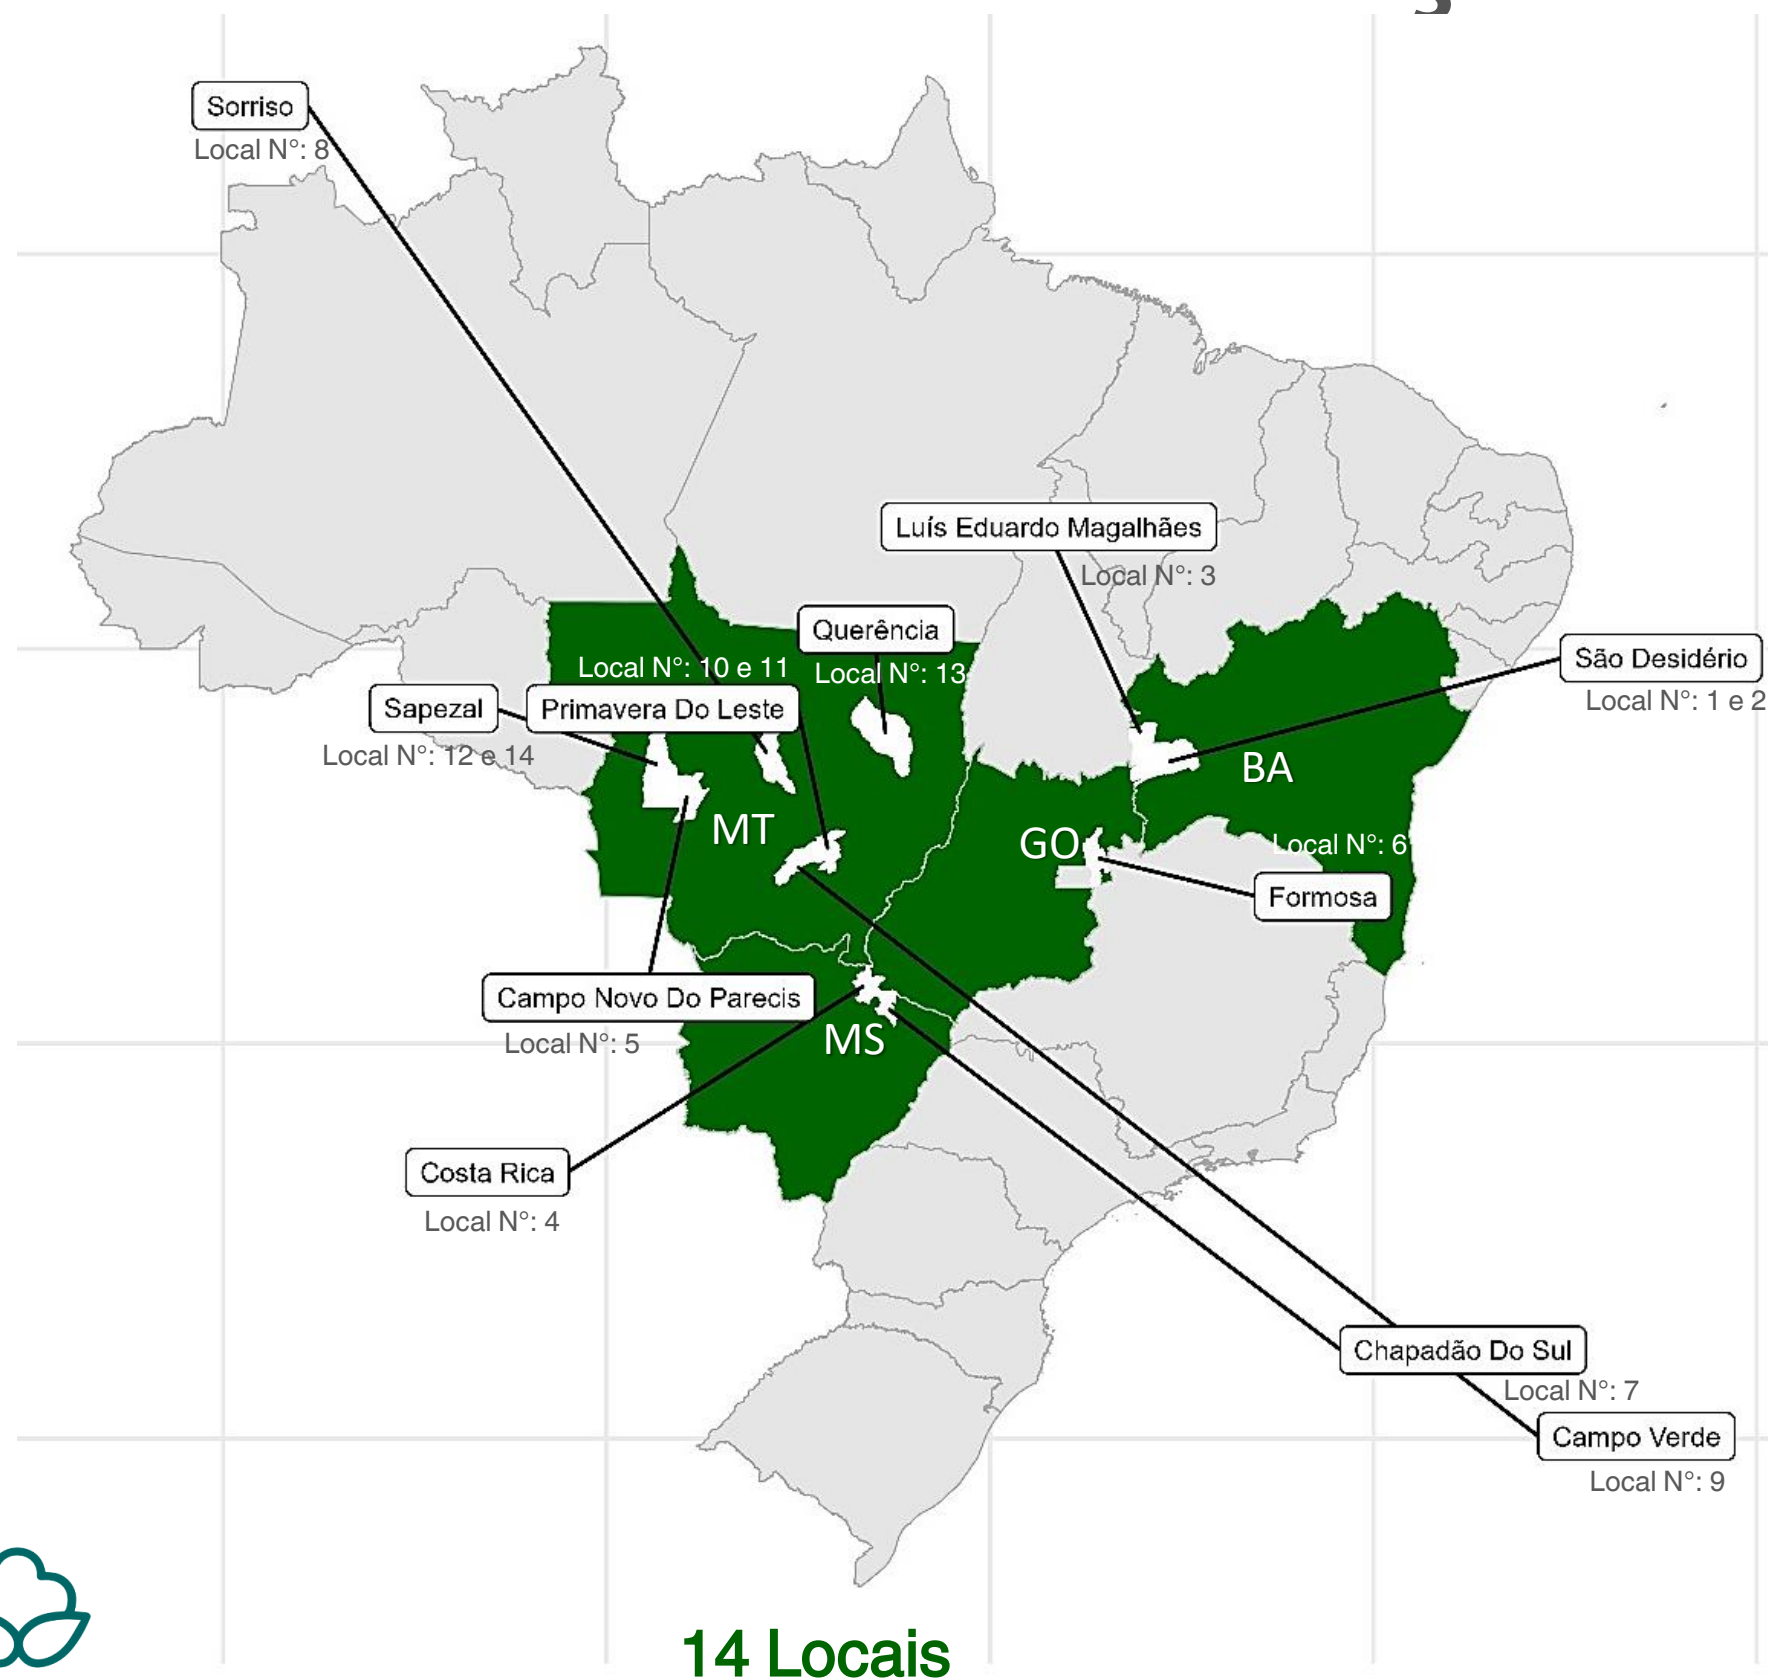 Sorriso
Local N°: 8
Luís Eduardo Magalhães
Local N°: 3
Querência
Local N°: 13
São Desidério
Local N°: 1 e 2
Local N°: 10 e 11
Primavera Do Leste
Sapezal
Local N°: 12 e 14
BA
MT
GO
Local N°: 6
Formosa
Campo Novo Do Parecis
Local N°: 5
MS
Costa Rica
Local N°: 4
Chapadão Do Sul
Local N°: 7
Campo Verde
Local N°: 9
14 Locais